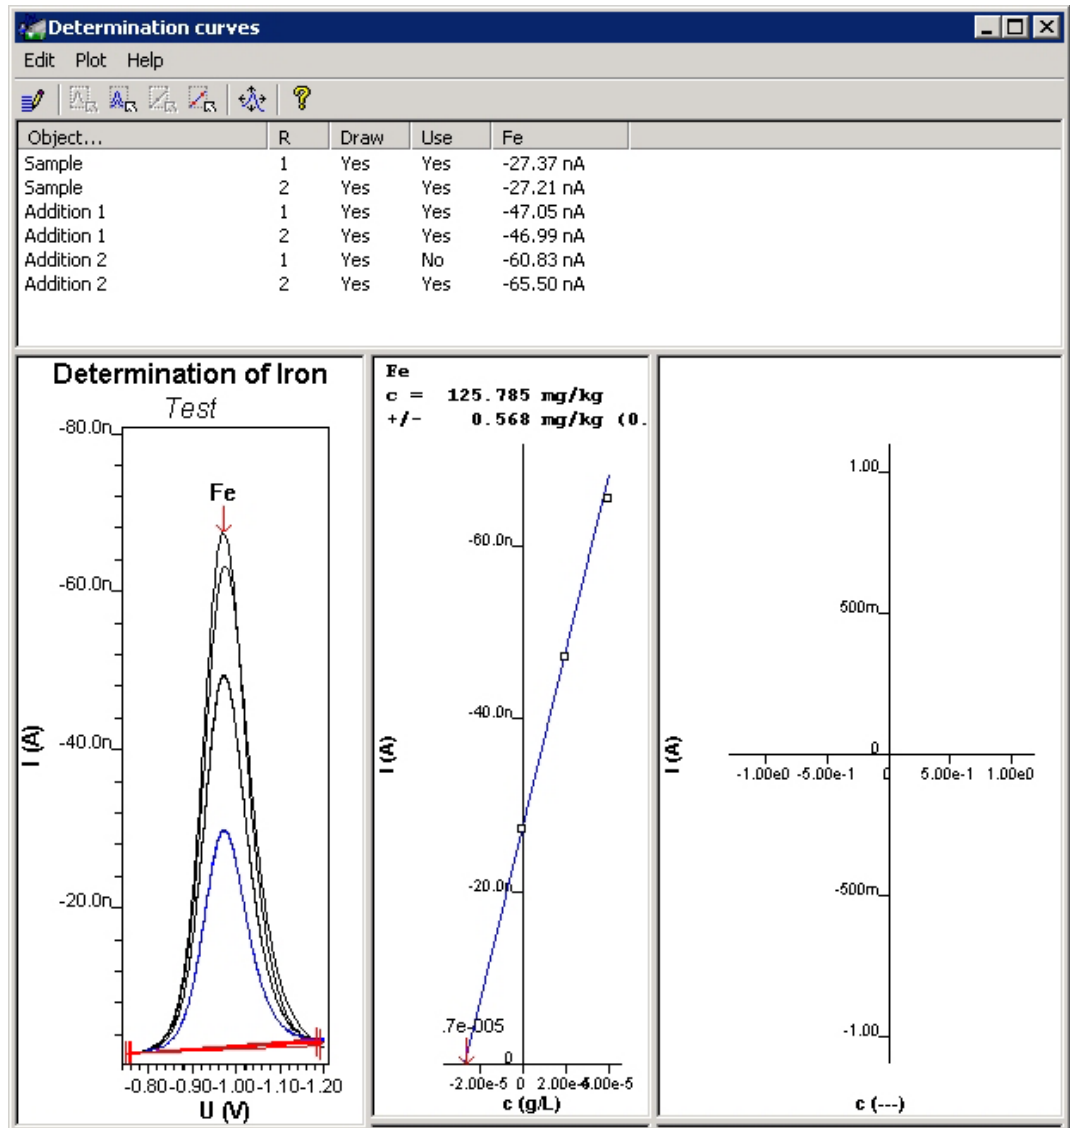 Determination curves
Edit Plot Help
Object... R Draw Use Fe
Sample 1 Yes Yes -27.37 nA
Sample 2 Yes Yes -27.21 nA
Addition 1 1 Yes Yes -47.05 nA
Addition 1 2 Yes Yes -46.99 nA
Addition 2 1 Yes No -60.83 nA
Addition 2 2 Yes Yes -65.50 nA
Determination of Iron
Test
-80.0n
Fe
-60.0n
-40.0n
-20.0n
I (A)
-0.80 -0.90 -1.00 -1.10 -1.20
U (V)
Fe
c = 125.785 mg/kg
+/- 0.568 mg/kg (0.
-60.0n
-40.0n
-20.0n
I (A)
.7e-005
0
-2.00e-5 0 2.00e-5 4.00e-5
c (g/L)
1.00
500m
I (A)
0
-1.00e0 -5.00e-1 0 5.00e-1 1.00e0
-500m
-1.00
c (---)